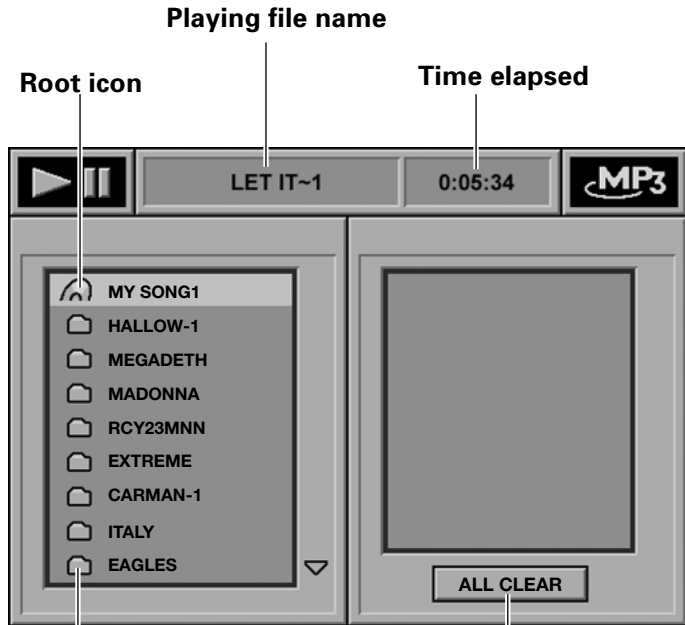 Playing file name
Root icon
Time elapsed
LET IT~1
0:05:34
MP3
MY SONG1
HALLOW-1
MEGADETH
MADONNA
RCY23MNN
EXTREME
CARMAN-1
ITALY
EAGLES
ALL CLEAR